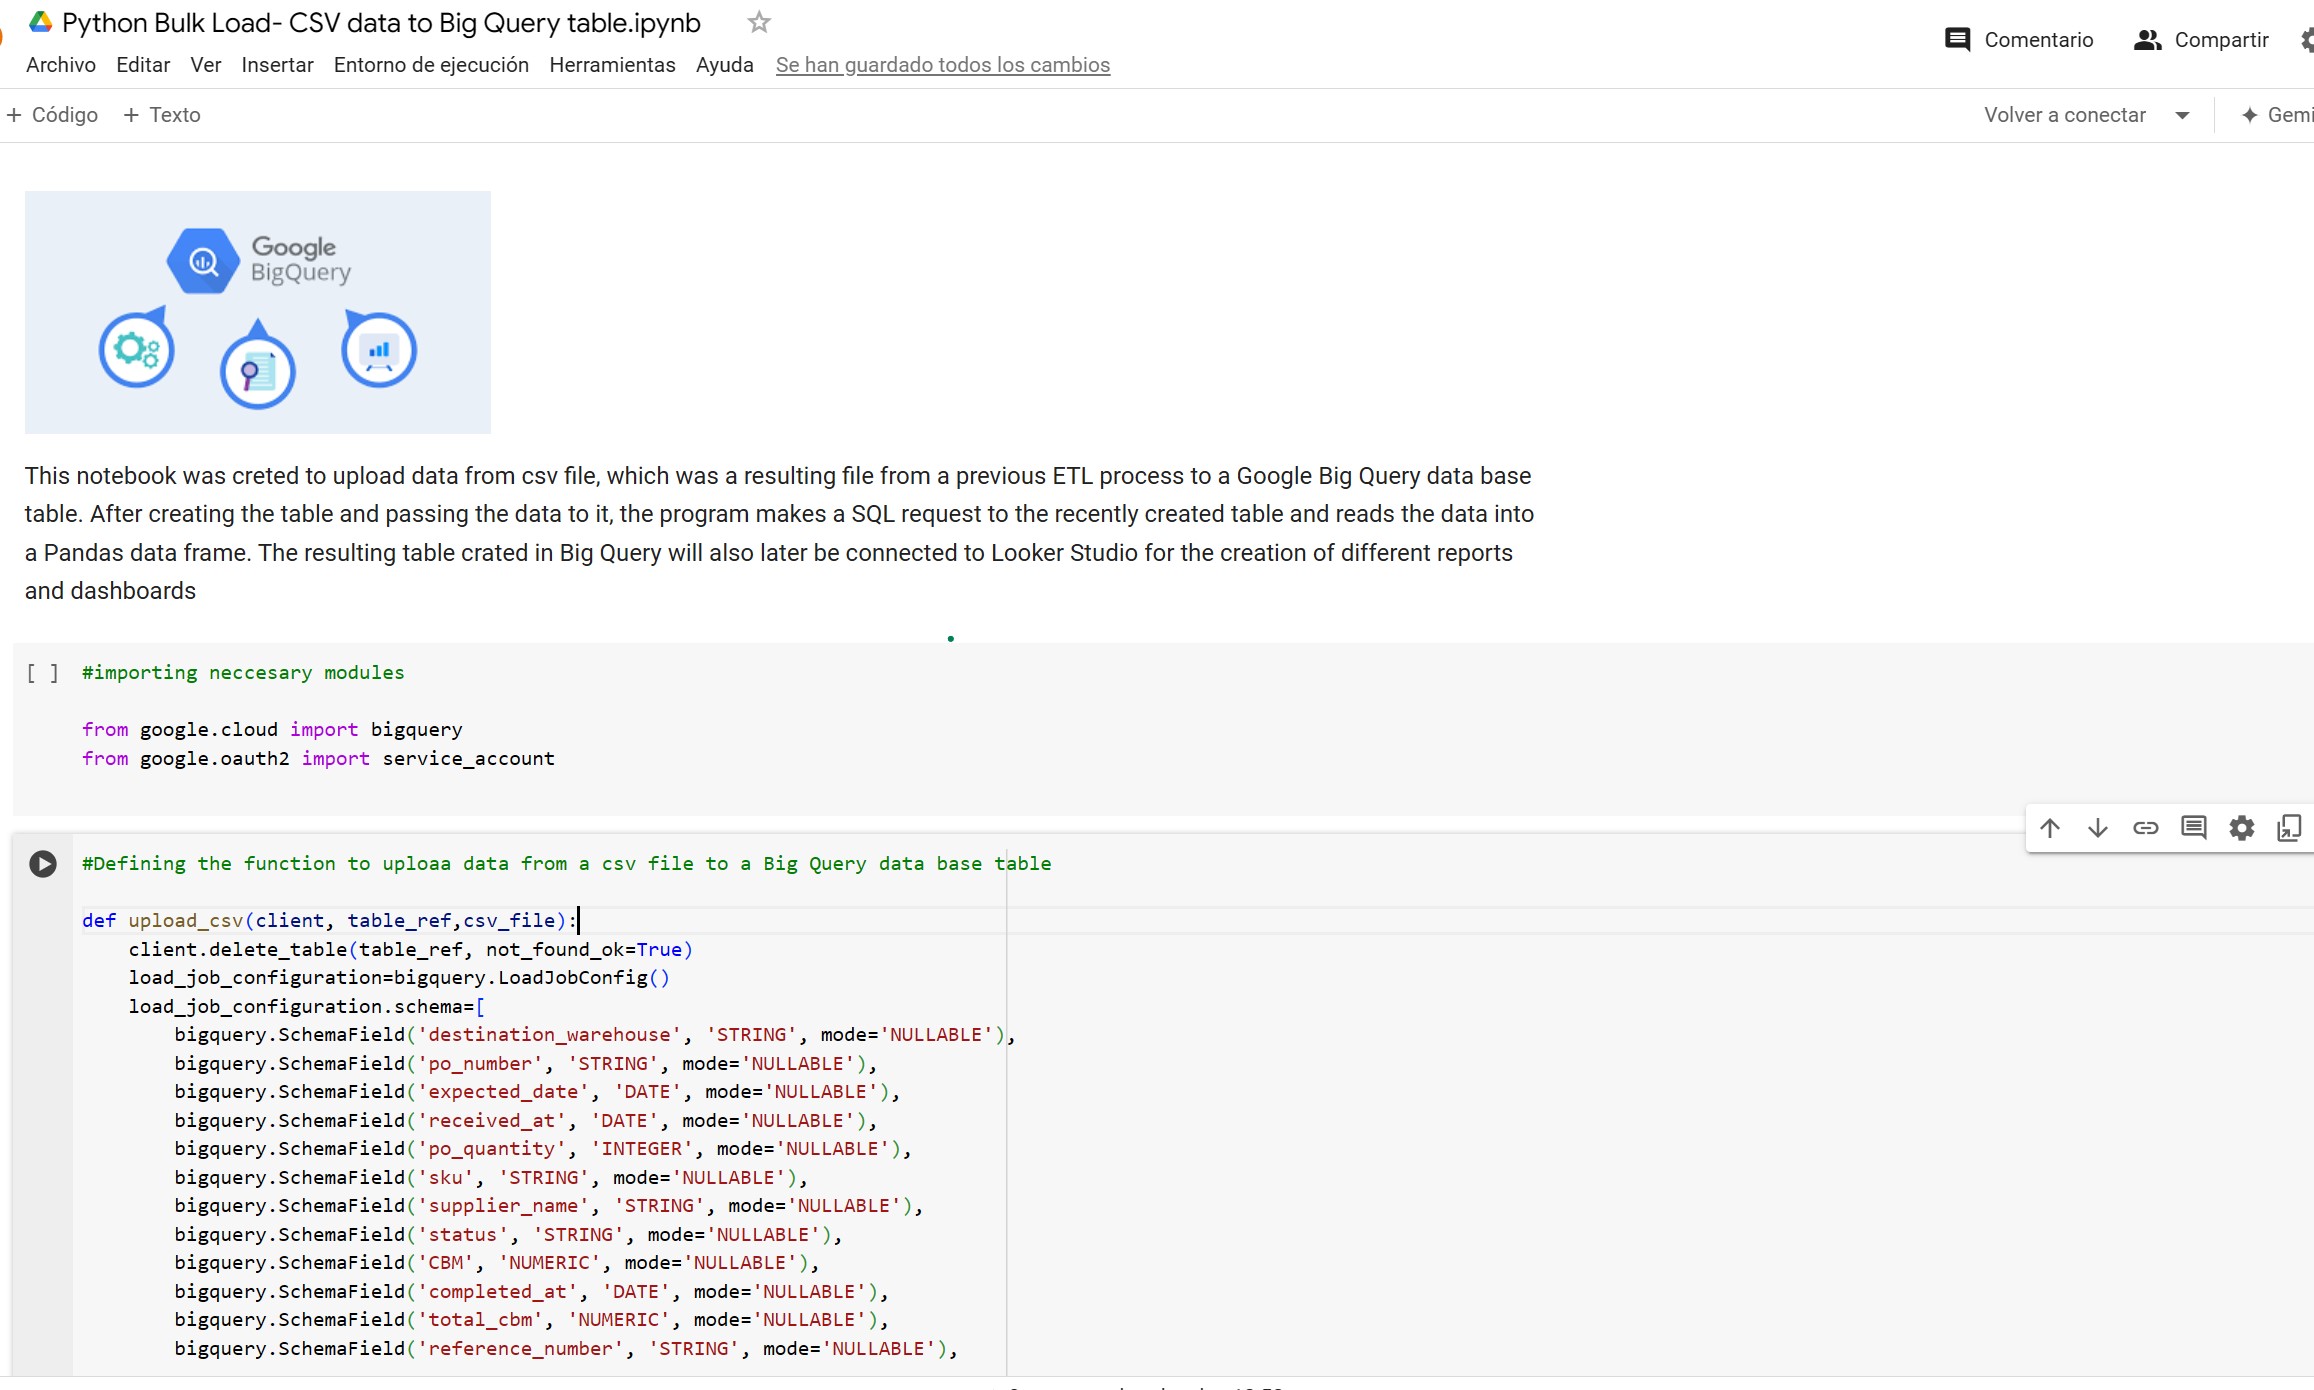 Python Bulk Load- CSV data to Big Query table.ipynb
Comentario
Compartir
Archivo Editar Ver Insertar Entorno de ejecución Herramientas Ayuda Se han guardado todos los cambios
+ Código + Texto
Volver a conectar
Google
BigQuery
This notebook was creted to upload data from csv file, which was a resulting file from a previous ETL process to a Google Big Query data base
table. After creating the table and passing the data to it, the program makes a SQL request to the recently created table and reads the data into
a Pandas data frame. The resulting table crated in Big Query will also later be connected to Looker Studio for the creation of different reports
and dashboards
[ ] #importing neccesary modules
from google.cloud import bigquery
from google.oauth2 import service_account
#Defining the function to uploaa data from a csv file to a Big Query data base table
def upload_csv(client, table_ref,csv_file):
    client.delete_table(table_ref, not_found_ok=True)
    load_job_configuration=bigquery.LoadJobConfig()
    load_job_configuration.schema=[
        bigquery.SchemaField('destination_warehouse', 'STRING', mode='NULLABLE'),
        bigquery.SchemaField('po_number', 'STRING', mode='NULLABLE'),
        bigquery.SchemaField('expected_date', 'DATE', mode='NULLABLE'),
        bigquery.SchemaField('received_at', 'DATE', mode='NULLABLE'),
        bigquery.SchemaField('po_quantity', 'INTEGER', mode='NULLABLE'),
        bigquery.SchemaField('sku', 'STRING', mode='NULLABLE'),
        bigquery.SchemaField('supplier_name', 'STRING', mode='NULLABLE'),
        bigquery.SchemaField('status', 'STRING', mode='NULLABLE'),
        bigquery.SchemaField('CBM', 'NUMERIC', mode='NULLABLE'),
        bigquery.SchemaField('completed_at', 'DATE', mode='NULLABLE'),
        bigquery.SchemaField('total_cbm', 'NUMERIC', mode='NULLABLE'),
        bigquery.SchemaField('reference_number', 'STRING', mode='NULLABLE'),